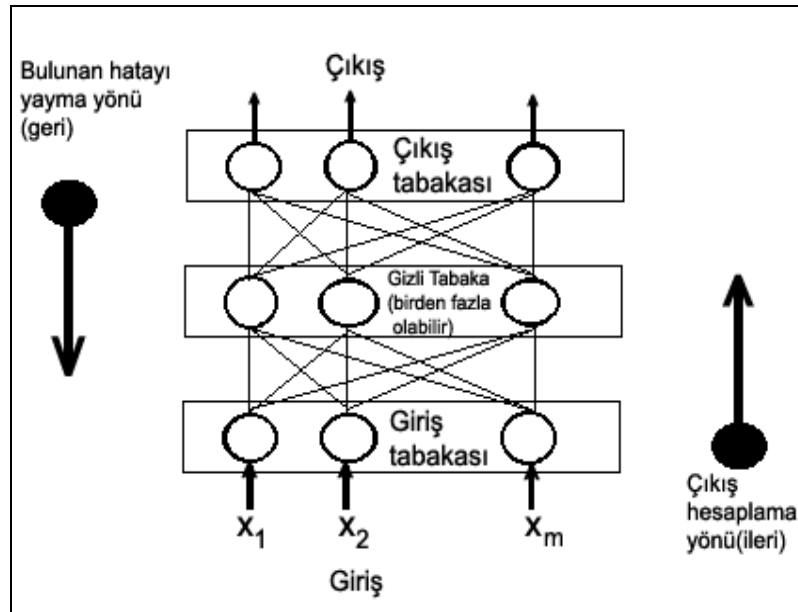 Bulunan hatayı
yayma yönü
(geri)
Çıkış
Çıkış
tabakası
Gizli Tabaka
(birden fazla
olabilir)
Giriş
tabakası
x1
x2
xm
Giriş
Çıkış
hesaplama
yönü(ileri)